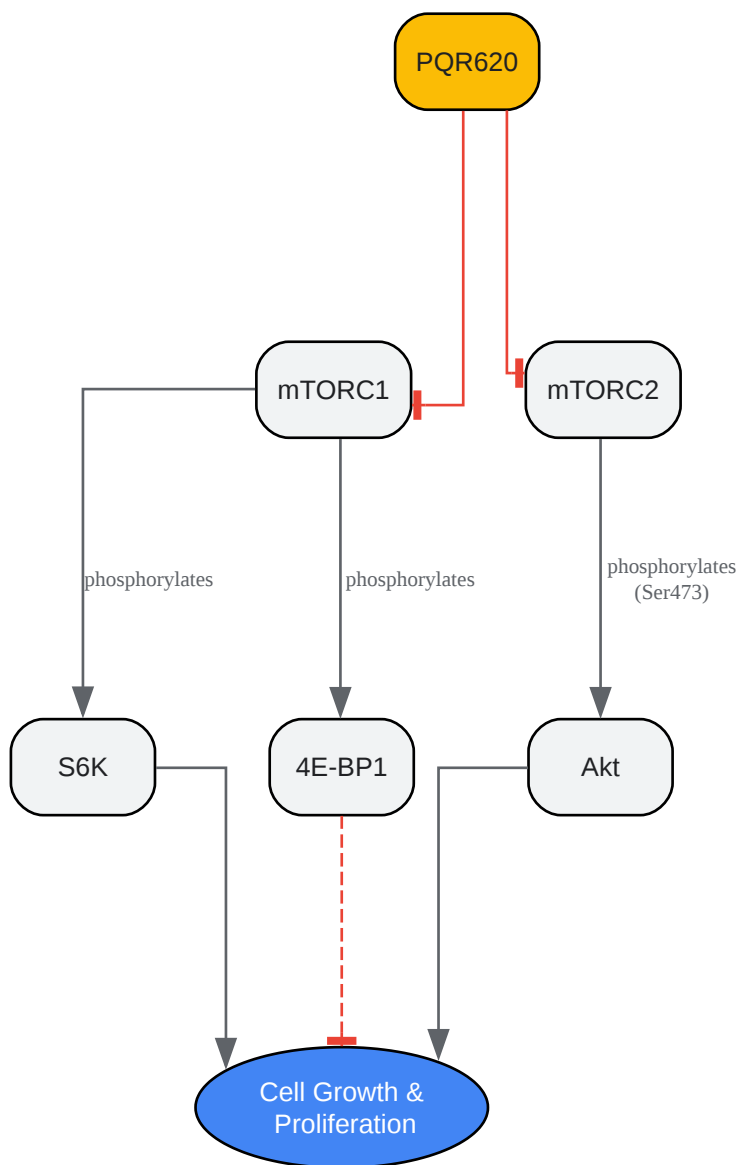 PQR620
mTORC1
mTORC2
phosphorylates
phosphorylates
phosphorylates
(Ser473)
S6K
4E-BP1
Akt
Cell Growth &
Proliferation